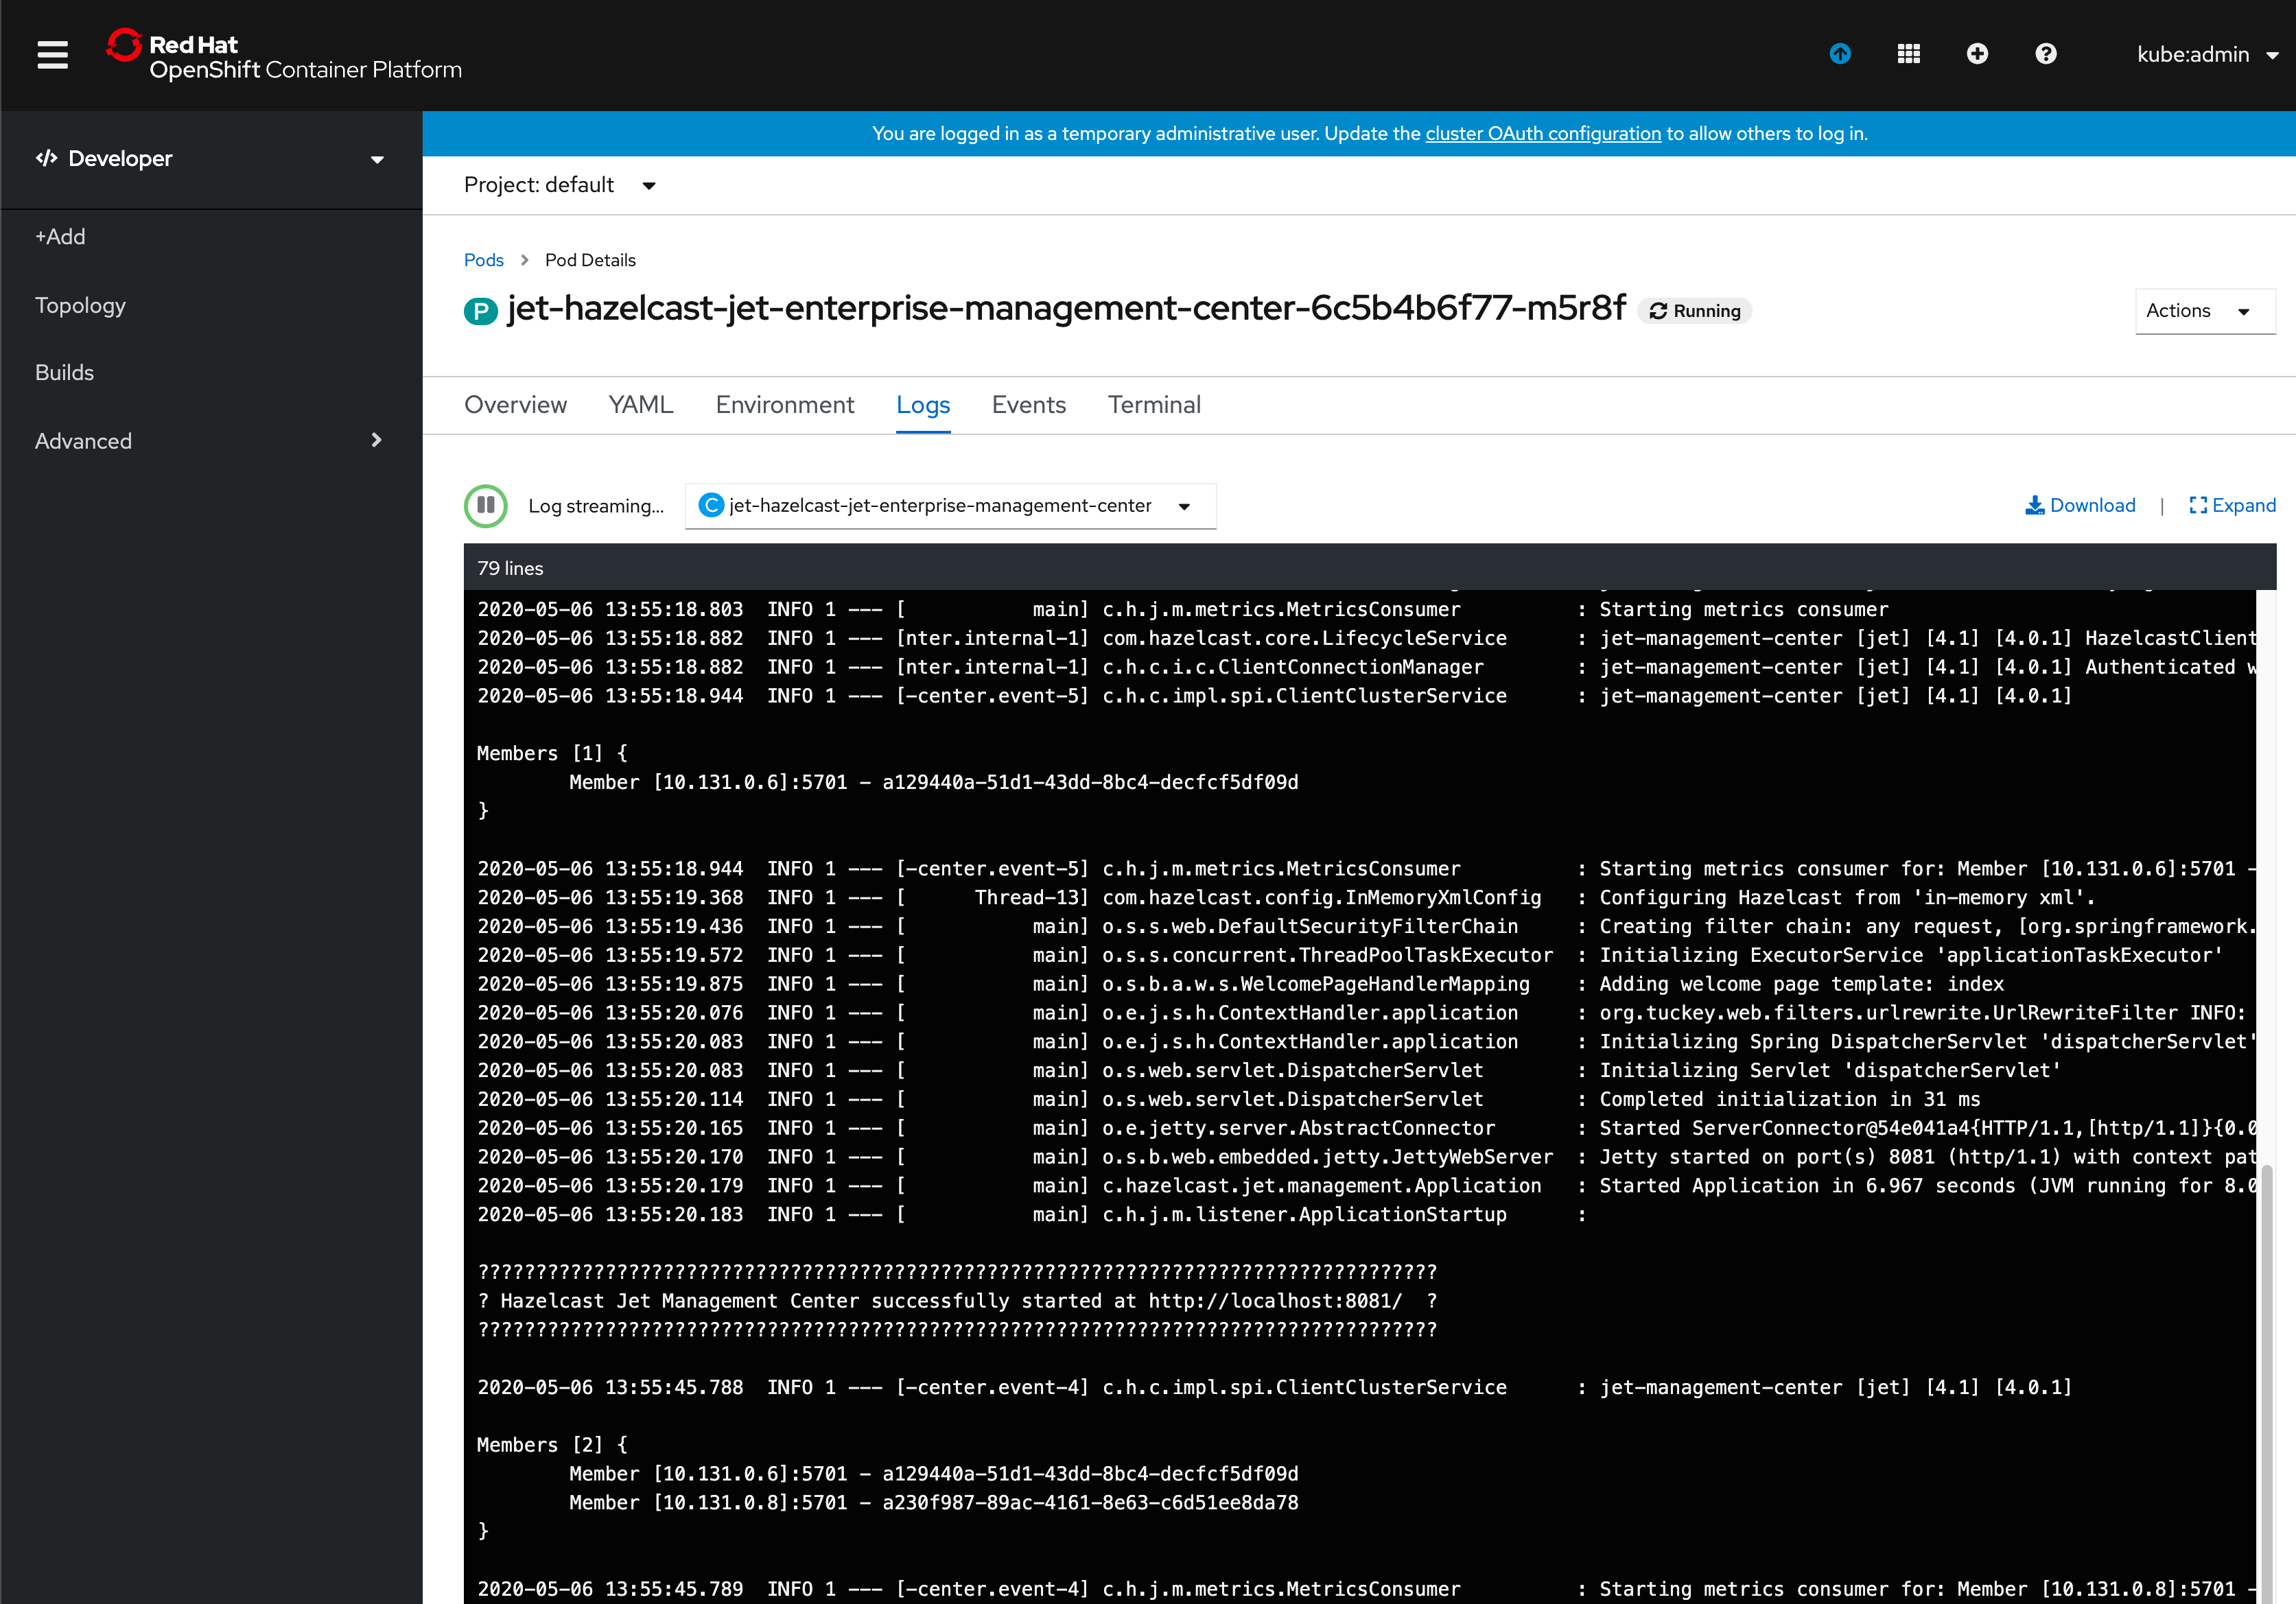 Red Hat
OpenShift Container Platform
kube:admin
Developer
You are logged in as a temporary administrative user. Update the cluster OAuth configuration to allow others to log in.
Project: default
+Add
Topology
Builds
Advanced
Pods > Pod Details
P jet-hazelcast-jet-enterprise-management-center-6c5b4b6f77-m5r8f Running
Actions
Overview YAML Environment Logs Events Terminal
Log streaming... C jet-hazelcast-jet-enterprise-management-center Download | Expand
79 lines
2020-05-06 13:55:18.803  INFO 1 --- [           main] c.h.j.m.metrics.MetricsConsumer          : Starting metrics consumer
2020-05-06 13:55:18.882  INFO 1 --- [nter.internal-1] com.hazelcast.core.LifecycleService      : jet-management-center [jet] [4.1] [4.0.1] HazelcastClient
2020-05-06 13:55:18.882  INFO 1 --- [nter.internal-1] c.h.c.i.c.ClientConnectionManager        : jet-management-center [jet] [4.1] [4.0.1] Authenticated w
2020-05-06 13:55:18.944  INFO 1 --- [-center.event-5] c.h.c.impl.spi.ClientClusterService      : jet-management-center [jet] [4.1] [4.0.1]
Members [1] {
Member [10.131.0.6]:5701 - a129440a-51d1-43dd-8bc4-decfcf5df09d
}
2020-05-06 13:55:18.944  INFO 1 --- [-center.event-5] c.h.j.m.metrics.MetricsConsumer          : Starting metrics consumer for: Member [10.131.0.6]:5701 -
2020-05-06 13:55:19.368  INFO 1 --- [      Thread-13] com.hazelcast.config.InMemoryXmlConfig   : Configuring Hazelcast from 'in-memory xml'.
2020-05-06 13:55:19.436  INFO 1 --- [           main] o.s.s.web.DefaultSecurityFilterChain     : Creating filter chain: any request, [org.springframework.
2020-05-06 13:55:19.572  INFO 1 --- [           main] o.s.s.concurrent.ThreadPoolTaskExecutor  : Initializing ExecutorService 'applicationTaskExecutor'
2020-05-06 13:55:19.875  INFO 1 --- [           main] o.s.b.a.w.s.WelcomePageHandlerMapping    : Adding welcome page template: index
2020-05-06 13:55:20.076  INFO 1 --- [           main] o.e.j.s.h.ContextHandler.application     : org.tuckey.web.filters.urlrewrite.UrlRewriteFilter INFO:
2020-05-06 13:55:20.083  INFO 1 --- [           main] o.e.j.s.h.ContextHandler.application     : Initializing Spring DispatcherServlet 'dispatcherServlet'
2020-05-06 13:55:20.083  INFO 1 --- [           main] o.s.web.servlet.DispatcherServlet        : Initializing Servlet 'dispatcherServlet'
2020-05-06 13:55:20.114  INFO 1 --- [           main] o.s.web.servlet.DispatcherServlet        : Completed initialization in 31 ms
2020-05-06 13:55:20.165  INFO 1 --- [           main] o.e.jetty.server.AbstractConnector       : Started ServerConnector@54e041a4{HTTP/1.1,[http/1.1]}{0.0
2020-05-06 13:55:20.170  INFO 1 --- [           main] o.s.b.web.embedded.jetty.JettyWebServer  : Jetty started on port(s) 8081 (http/1.1) with context pat
2020-05-06 13:55:20.179  INFO 1 --- [           main] c.hazelcast.jet.management.Application   : Started Application in 6.967 seconds (JVM running for 8.0
2020-05-06 13:55:20.183  INFO 1 --- [           main] c.h.j.m.listener.ApplicationStartup      :
???????????????????????????????????????????????????????????????????????????????????
? Hazelcast Jet Management Center successfully started at http://localhost:8081/  ?
???????????????????????????????????????????????????????????????????????????????????
2020-05-06 13:55:45.788  INFO 1 --- [-center.event-4] c.h.c.impl.spi.ClientClusterService      : jet-management-center [jet] [4.1] [4.0.1]
Members [2] {
Member [10.131.0.6]:5701 - a129440a-51d1-43dd-8bc4-decfcf5df09d
Member [10.131.0.8]:5701 - a230f987-89ac-4161-8e63-c6d51ee8da78
}
2020-05-06 13:55:45.789  INFO 1 --- [-center.event-4] c.h.j.m.metrics.MetricsConsumer          : Starting metrics consumer for: Member [10.131.0.8]:5701 -